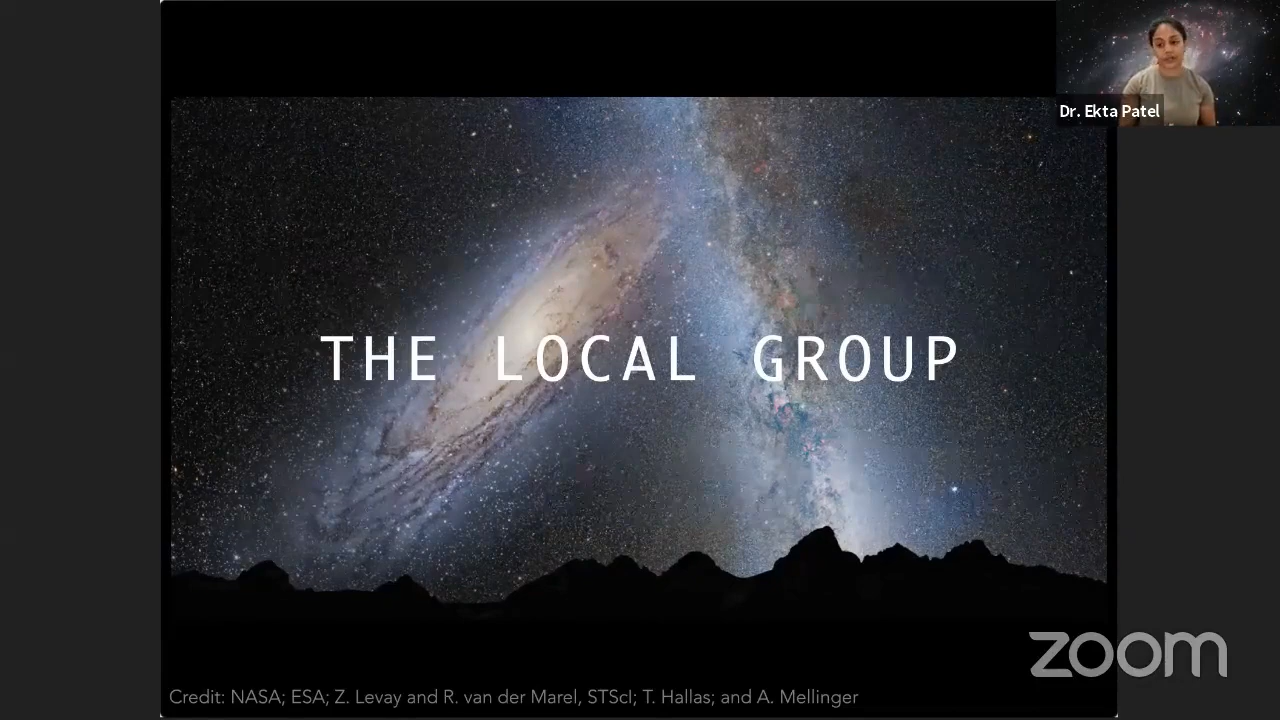 Dr. Ekta Patel
THE LOCAL GROUP
zoom
Credit: NASA; ESA; Z. Levay and R. van der Marel, STScI; T. Hallas; and A. Mellinger